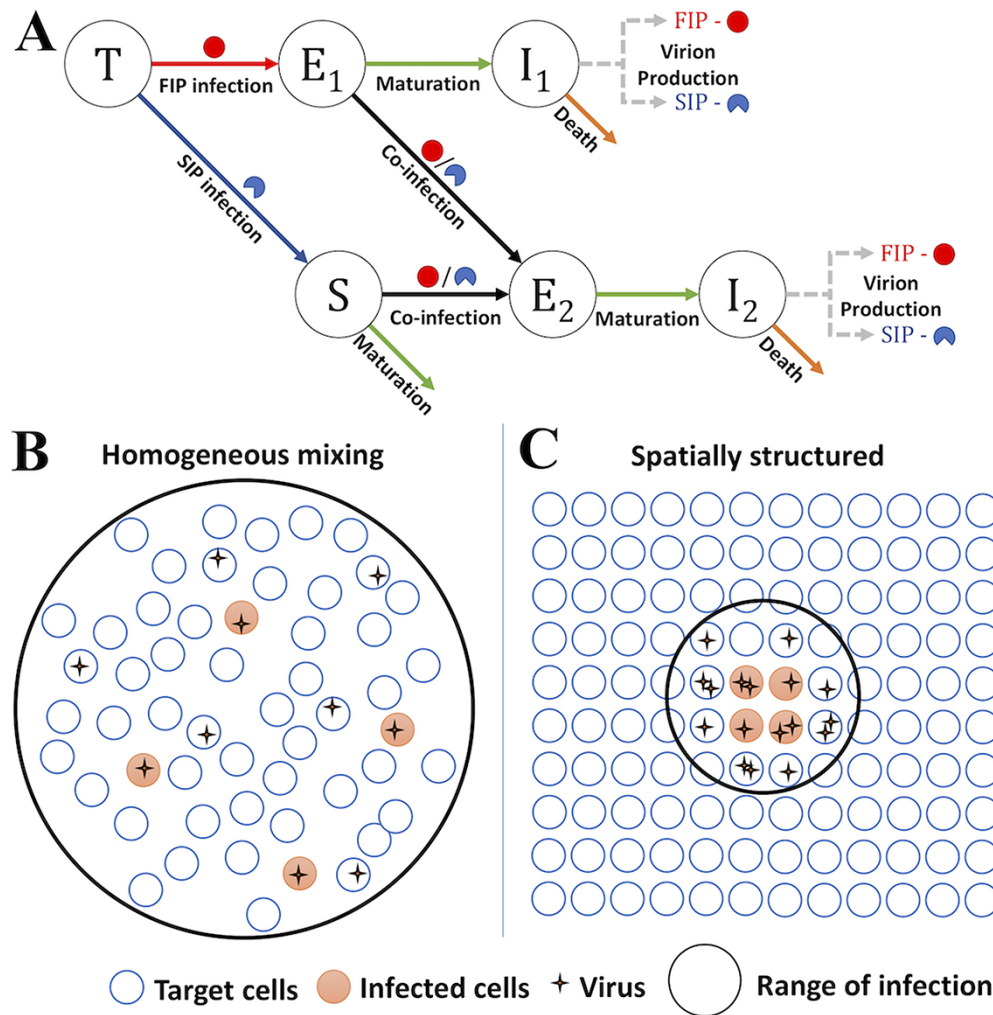 A
T
FIP infection
E1
Maturation
I1
Death
FIP -
Virion
Production
SIP -
SIP infection
Co-infection
/
S
Maturation
/
Co-infection
E2
Maturation
I2
Death
FIP -
Virion
Production
SIP -
B
Homogeneous mixing
C
Spatially structured
Target cells
Infected cells
Virus
Range of infection